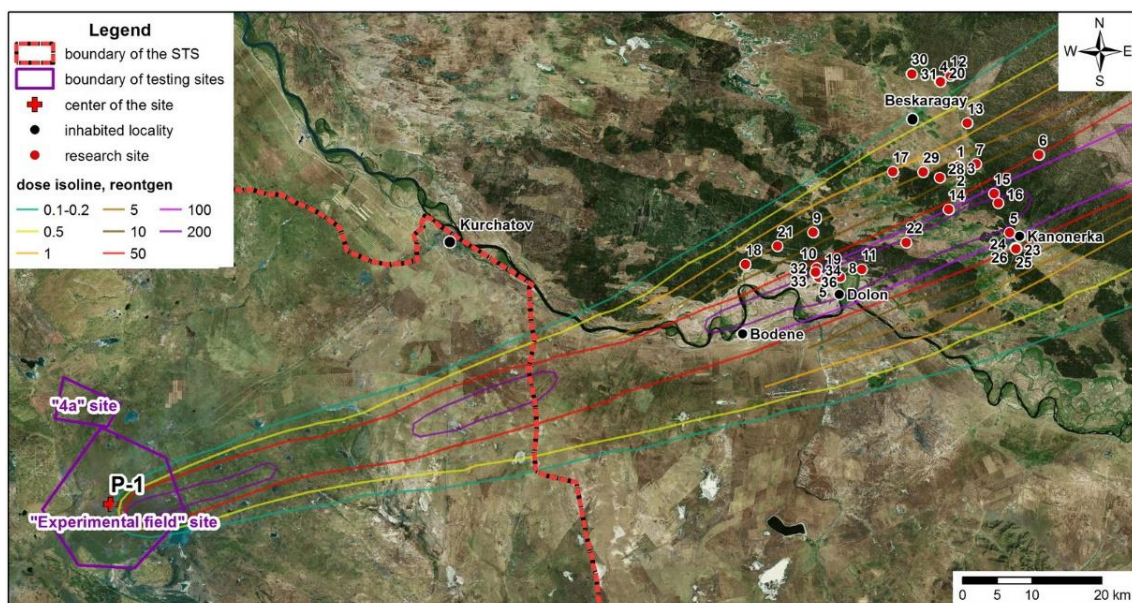 Legend
boundary of the STS
boundary of testing sites
center of the site
inhabited locality
research site
dose isoline, reontgen
0.1-0.2 5 100
0.5 10 200
1 50
N
W E
S
30
31 4 12
20
Beskaragay
13
6
17 29 1 7
28 3
2
15
14 16
Kurchatov
9
21 22 5
Kanonerka
24 23
26 25
18
10 19 11
32 34 8
33 36
5 Dolon
Bodene
"4a" site
P-1
"Experimental field" site
0 5 10 20 km